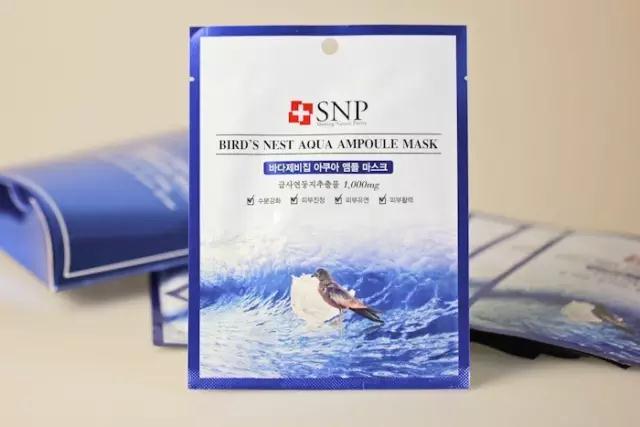 SNP
BIRD'S NEST AQUA AMPOULE MASK
바다제비집 아쿠아 앰플 마스크
금사연둥지추출물 1,000mg
수분강화 피부진정 피부유연 피부활력